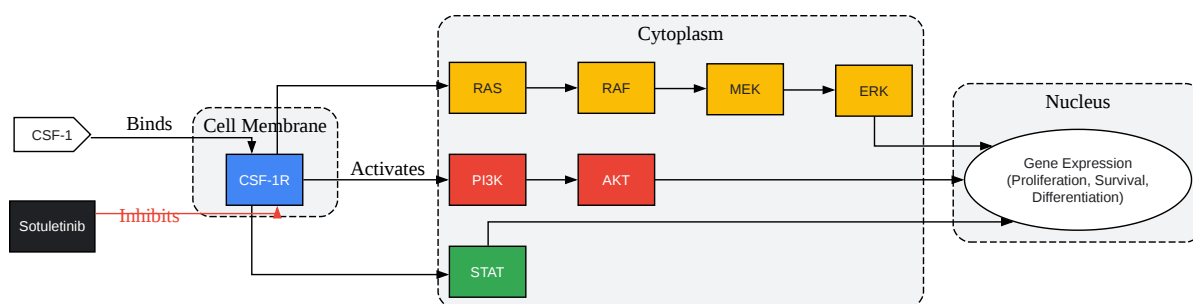 Cytoplasm
RAS
RAF
MEK
ERK
Nucleus
CSF-1
Binds
Cell Membrane
CSF-1R
Activates
PI3K
AKT
Gene Expression
(Proliferation, Survival,
Differentiation)
Sotuletinib
Inhibits
STAT